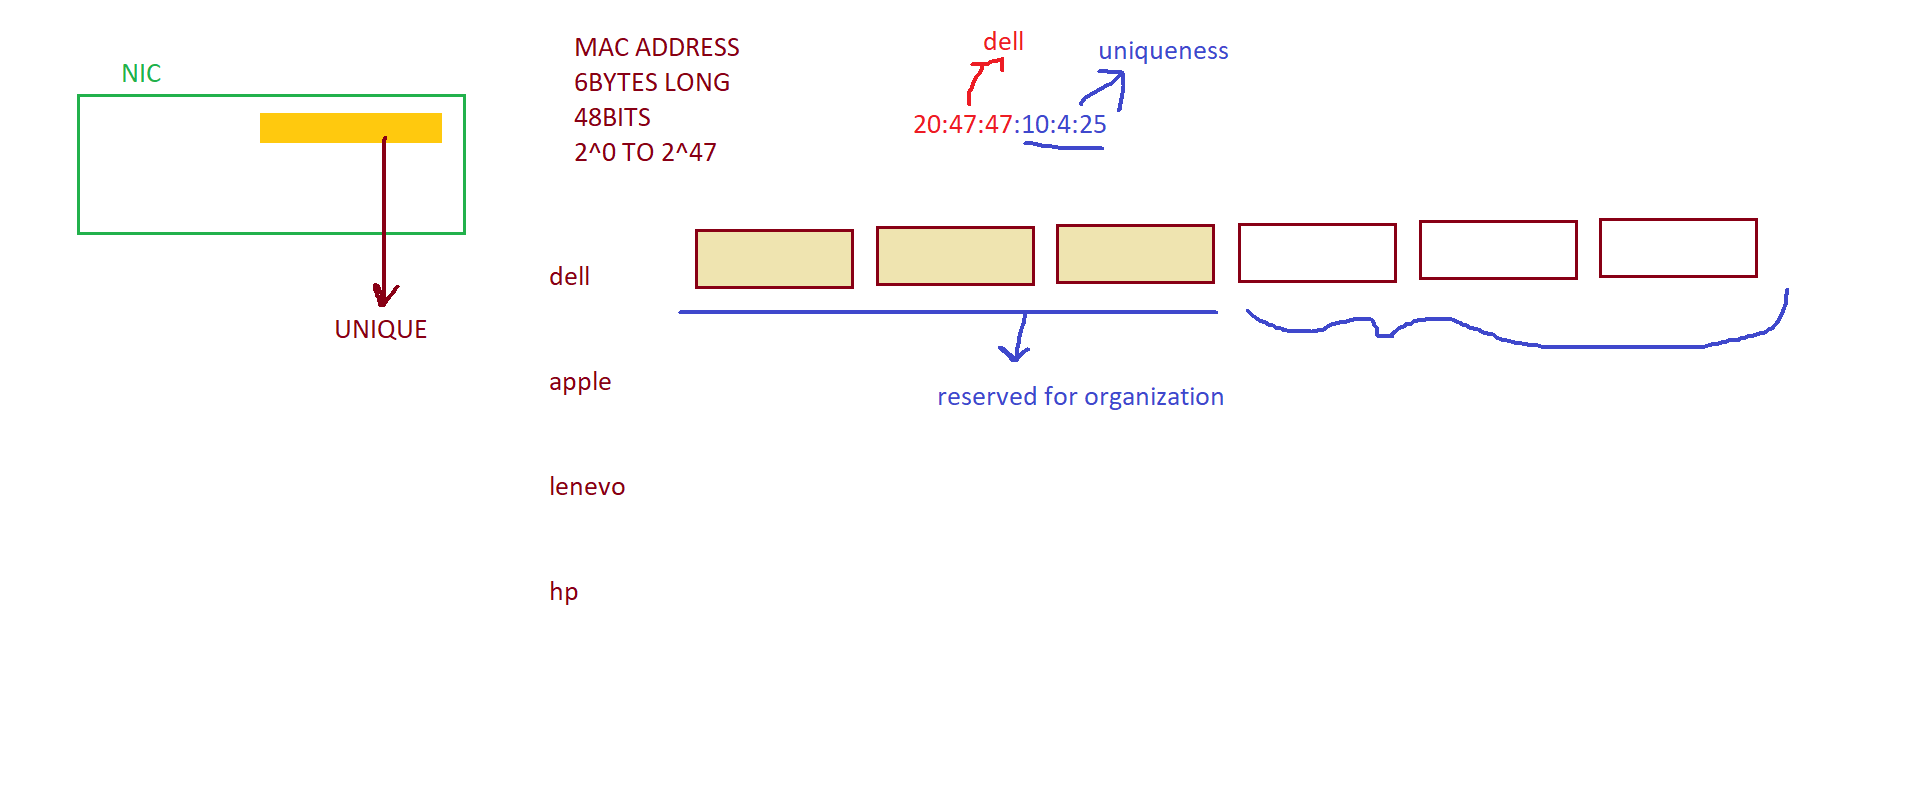 NIC
UNIQUE
MAC ADDRESS
6BYTES LONG
48BITS
2^0 TO 2^47
dell
uniqueness
20:47:47:10:4:25
dell
reserved for organization
apple
lenevo
hp